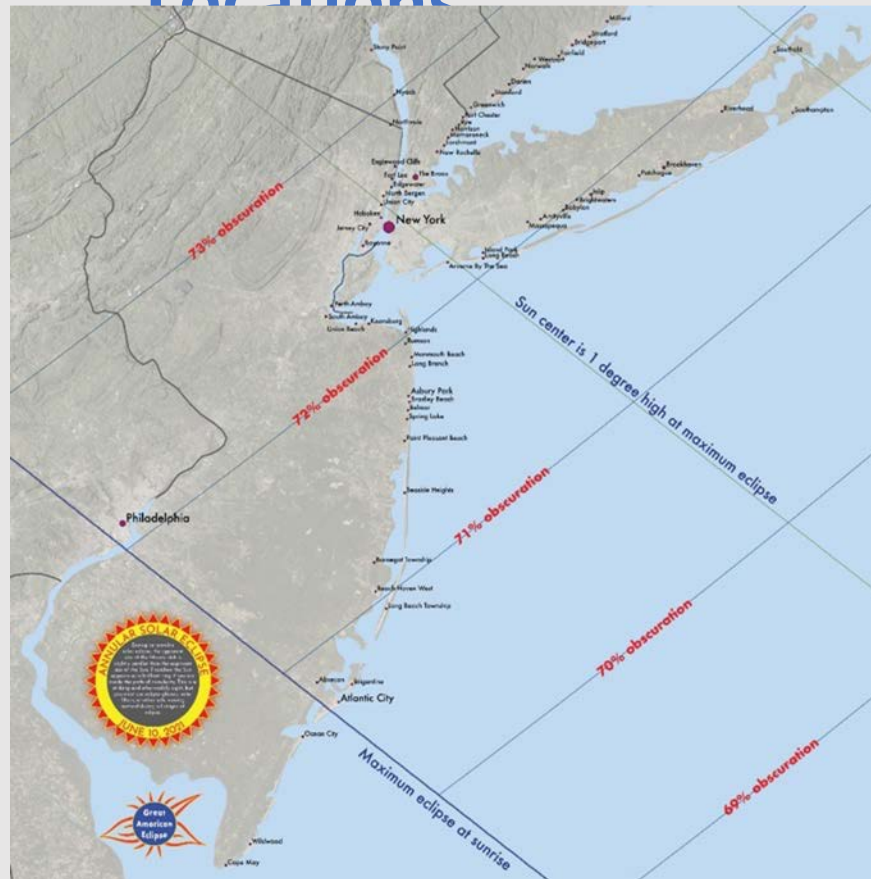 Locations
Milford
Stratford
Bridgeport
Fairfield
Westport
Norwalk
Darien
Stamford
Greenwich
Port Chester
Rye
Harrison
Mamaroneck
Larchmont
New Rochelle
Southold
Riverhead
Southampton
Stony Point
Nyack
Northvale
Englewood Cliffs
The Bronx
Fort Lee
Edgewater
North Bergen
Union City
Hoboken
New York
Jersey City
Bayonne
Brookhaven
Patchogue
Islip
Brightwaters
Babylon
Amityville
Massapequa
Island Park
Long Beach
Arverne By The Sea
73% obscuration
Perth Amboy
South Amboy
Keansburg
Union Beach
Highlands
Rumson
Monmouth Beach
Long Branch
72% obscuration
Asbury Park
Bradley Beach
Belmar
Spring Lake
Point Pleasant Beach
Sun center is 1 degree high at maximum eclipse
Seaside Heights
71% obscuration
Philadelphia
Barnegat Township
Beach Haven West
Long Beach Township
70% obscuration
ANNULAR SOLAR ECLIPSE
JUNE 10, 2021
Absecon
Brigantine
Atlantic City
Ocean City
Maximum eclipse at sunrise
69% obscuration
Great
American
Eclipse
Wildwood
Cape May